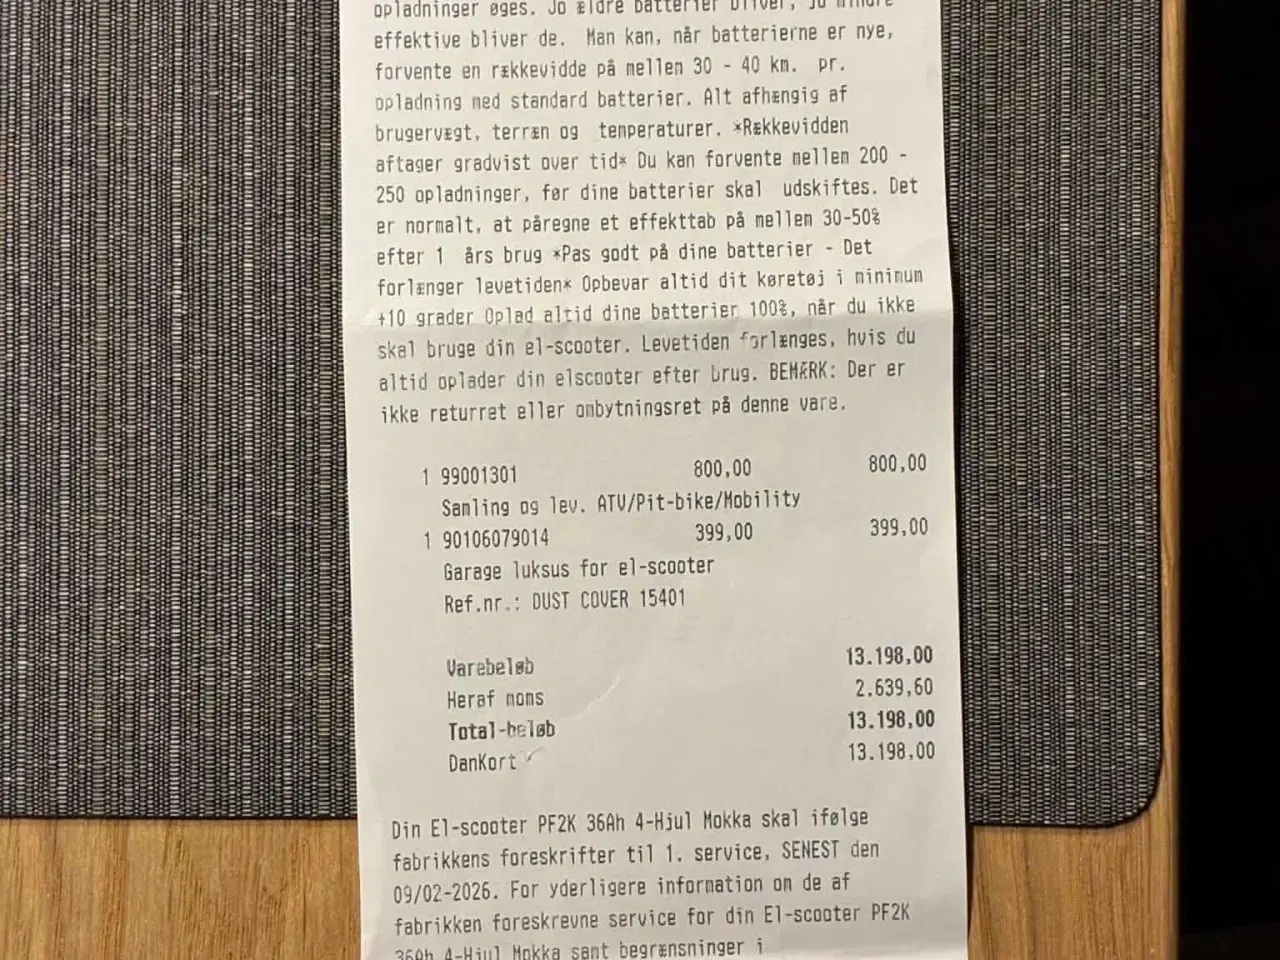 opladninger øges. Jo ældre batterier bliver, jo mindre
effektive bliver de. Man kan, når batterierne er nye,
forvente en rækkevidde på mellem 30 - 40 km. pr.
opladning med standard batterier. Alt afhængig af
brugervægt, terræn og temperaturer. *Rækkevidden
aftager gradvist over tid* Du kan forvente mellem 200 -
250 opladninger, før dine batterier skal udskiftes. Det
er normalt, at påregne et effekttab på mellem 30-50%
efter 1 års brug *Pas godt på dine batterier - Det
forlænger levetiden* Opbevar altid dit køretøj i minimum
+10 grader Oplad altid dine batterier 100%, når du ikke
skal bruge din el-scooter. Levetiden forlænges, hvis du
altid oplader din elscooter efter brug. BEMÆRK: Der er
ikke returret eller ombytningsret på denne vare.
1 99001301 800,00 800,00
Samling og lev. ATV/Pit-bike/Mobility
1 90106079014 399,00 399,00
Garage luksus for el-scooter
Ref.nr.: DUST COVER 15401
Varebeløb 13.198,00
Heraf moms 2.639,60
Total-beløb 13.198,00
DanKort 13.198,00
Din El-scooter PF2K 36Ah 4-Hjul Mokka skal ifølge
fabrikkens foreskrifter til 1. service, SENEST den
09/02-2026. For yderligere information om de af
fabrikken foreskrevne service for din El-scooter PF2K
36Ah 4-Hjul Mokka samt begrænsninger i